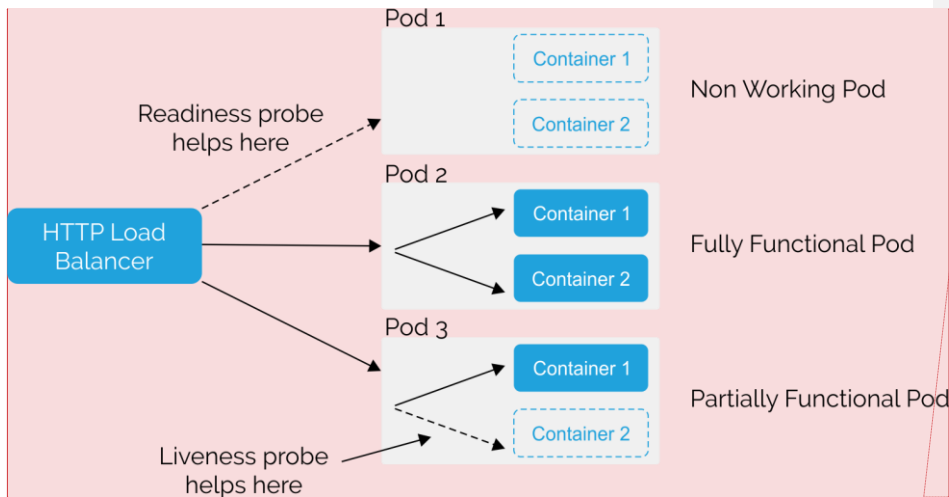 Pod 1
Container 1
Container 2
Non Working Pod
Readiness probe
helps here
Pod 2
Container 1
Container 2
Fully Functional Pod
HTTP Load
Balancer
Pod 3
Container 1
Container 2
Partially Functional Pod
Liveness probe
helps here